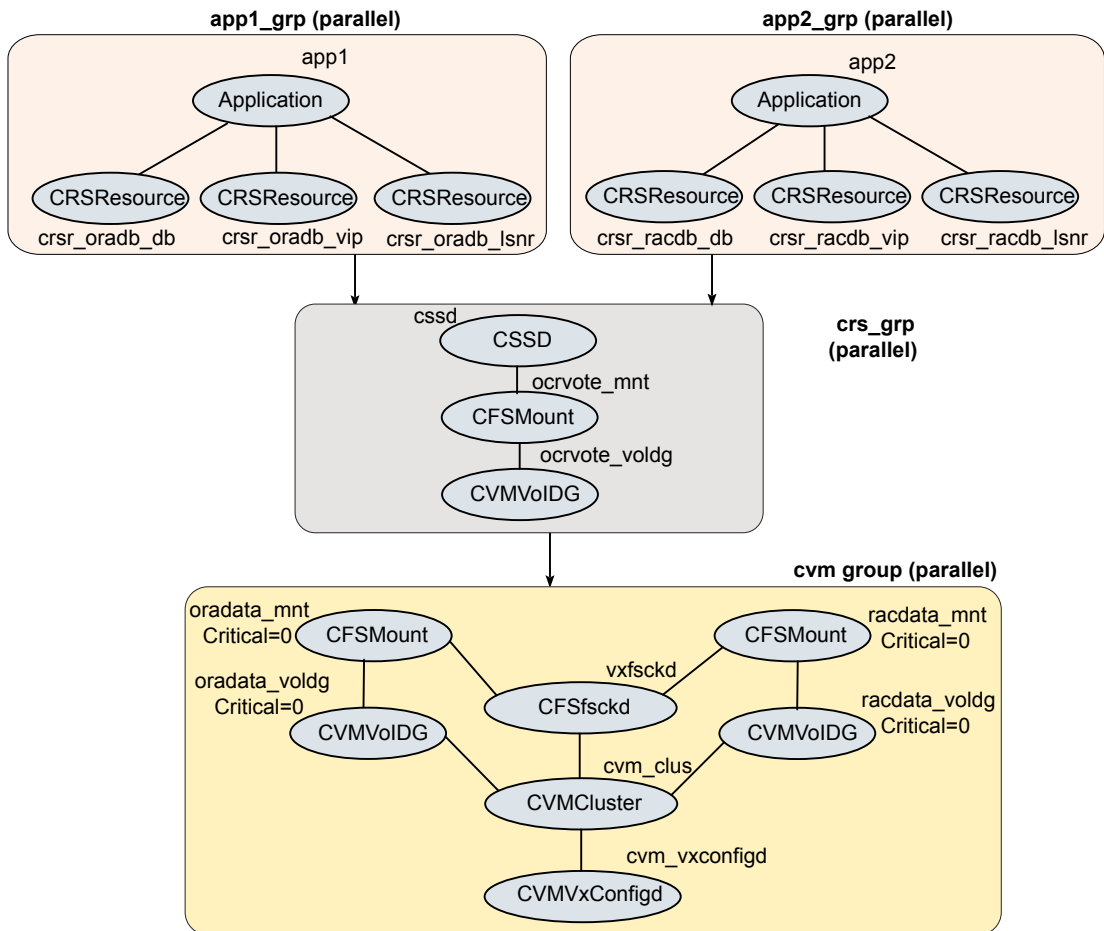 app1_grp (parallel)
app2_grp (parallel)
app1
Application
CRSResource
CRSResource
CRSResource
crsr_oradb_db
crsr_oradb_vip
crsr_oradb_lsnr
app2
Application
CRSResource
CRSResource
CRSResource
crsr_racdb_db
crsr_racdb_vip
crsr_racdb_lsnr
cssd
CSSD
crs_grp
(parallel)
ocrvote_mnt
CFSMount
ocrvote_voldg
CVMVolDG
cvm group (parallel)
oradata_mnt
Critical=0
CFSMount
CFSMount
racdata_mnt
Critical=0
oradata_voldg
Critical=0
vxfsckd
CFSfsckd
racdata_voldg
Critical=0
CVMVolDG
CVMVolDG
cvm_clus
CVMCluster
cvm_vxconfigd
CVMVxConfigd